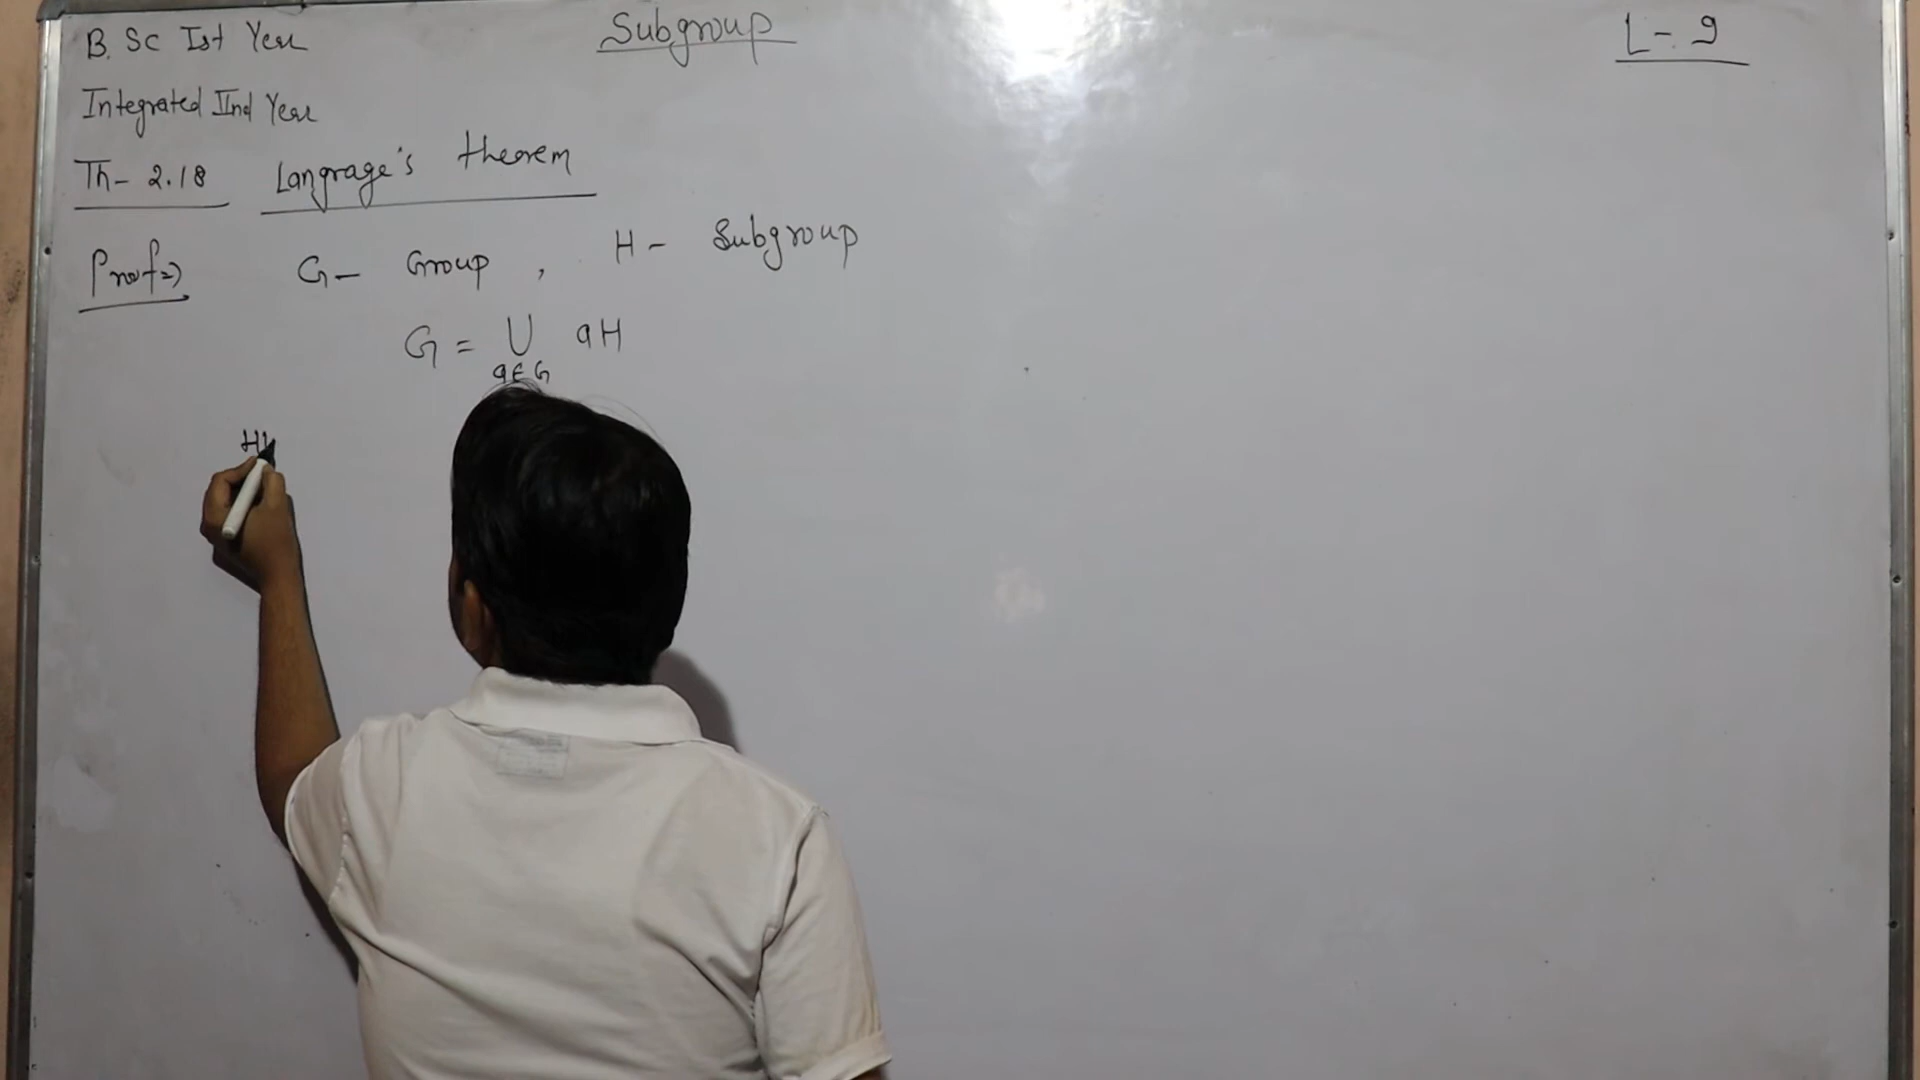 Subgroup
L - 9
B. Sc Ist Year
Integrated IInd Year
Th- 2.18 Langrage's theorem
Proof => G - Group , H - Subgroup
G = U aH
a∈G
H